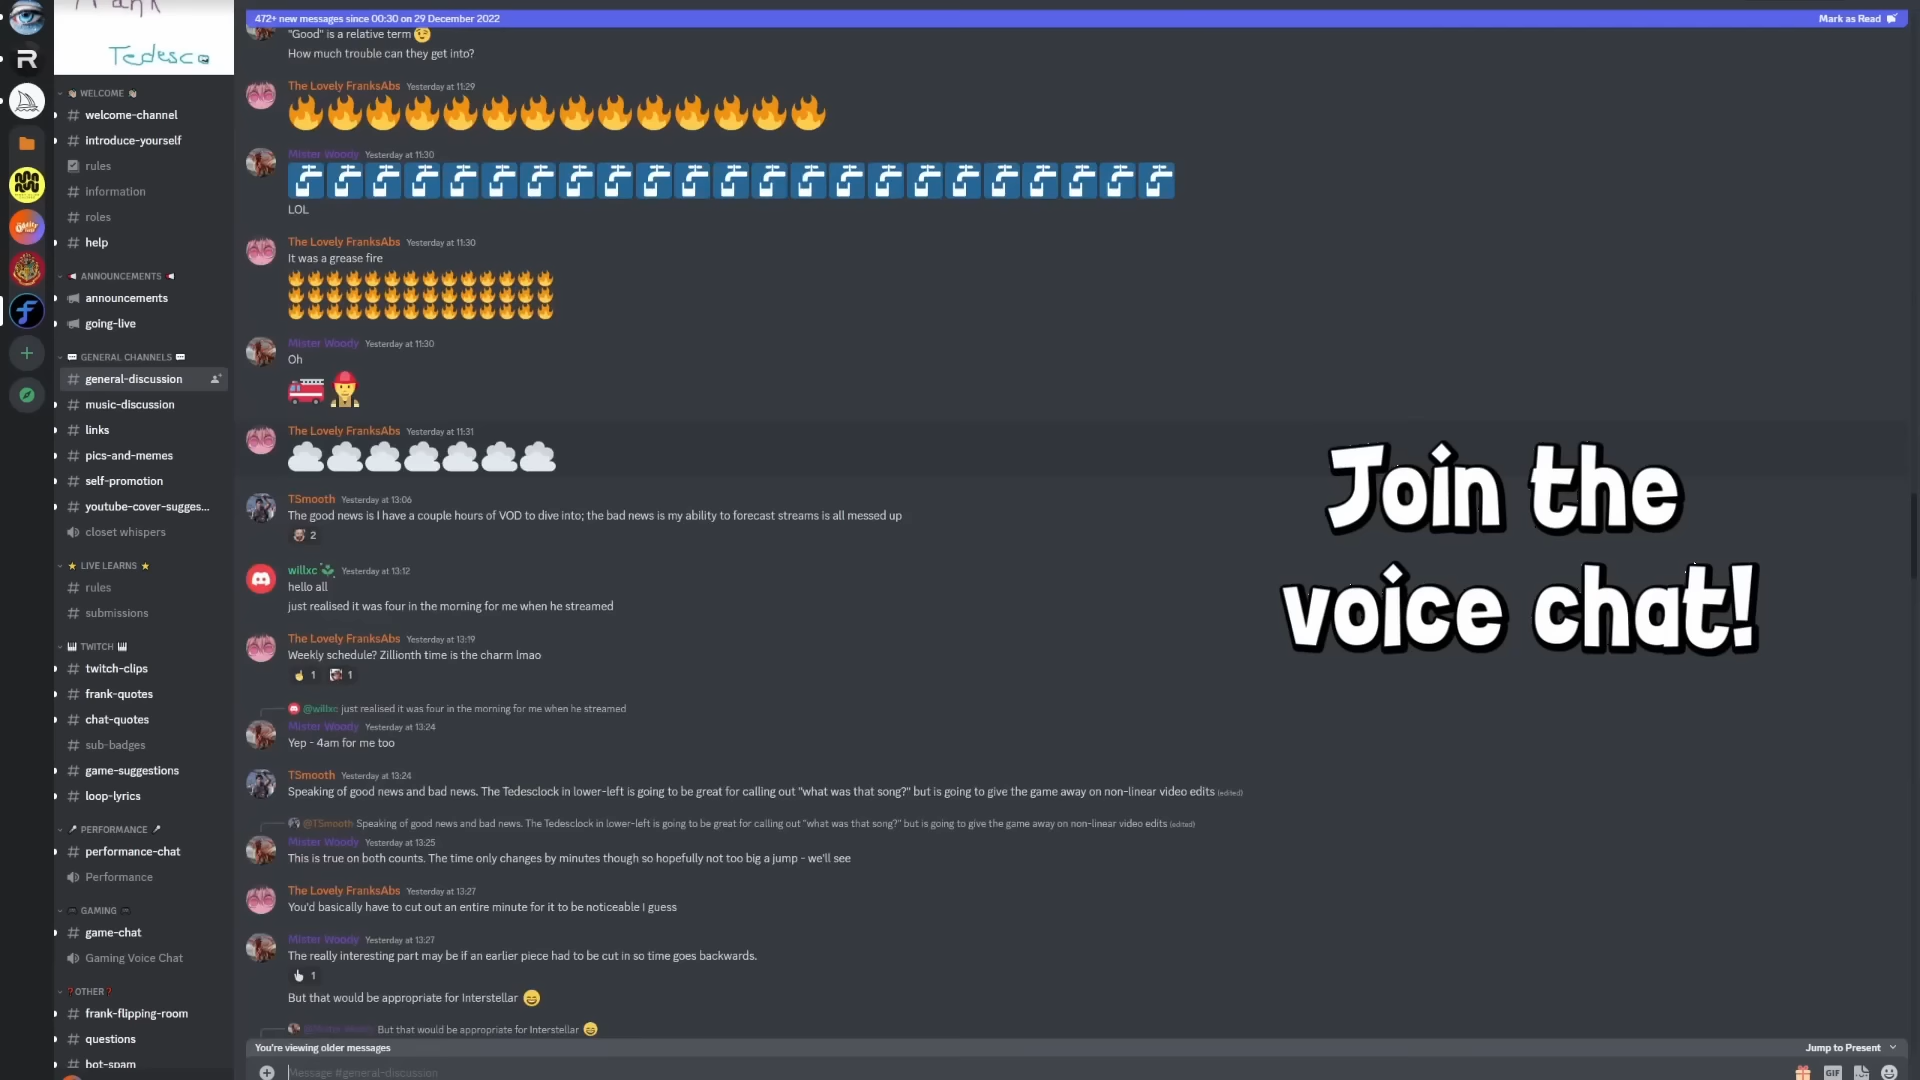 Tedesco
WELCOME
welcome-channel
introduce-yourself
rules
information
roles
help
ANNOUNCEMENTS
announcements
going-live
GENERAL CHANNELS
general-discussion
music-discussion
links
pics-and-memes
self-promotion
youtube-cover-sugges...
closet whispers
LIVE LEARNS
rules
submissions
TWITCH
twitch-clips
frank-quotes
chat-quotes
sub-badges
game-suggestions
loop-lyrics
PERFORMANCE
performance-chat
Performance
GAMING
game-chat
Gaming Voice Chat
OTHER
frank-flipping-room
questions
bot-spam
472+ new messages since 00:30 on 29 December 2022
Mark as Read
"Good" is a relative term
How much trouble can they get into?
The Lovely FranksAbs Yesterday at 11:29
Mister Woody Yesterday at 11:30
LOL
The Lovely FranksAbs Yesterday at 11:30
It was a grease fire
Mister Woody Yesterday at 11:30
Oh
The Lovely FranksAbs Yesterday at 11:31
TSmooth Yesterday at 13:06
The good news is I have a couple hours of VOD to dive into; the bad news is my ability to forecast streams is all messed up
2
willxc Yesterday at 13:12
hello all
just realised it was four in the morning for me when he streamed
The Lovely FranksAbs Yesterday at 13:19
Weekly schedule? Zillionth time is the charm lmao
1 1
@willxc just realised it was four in the morning for me when he streamed
Mister Woody Yesterday at 13:24
Yep - 4am for me too
TSmooth Yesterday at 13:24
Speaking of good news and bad news. The Tedesclock in lower-left is going to be great for calling out "what was that song?" but is going to give the game away on non-linear video edits (edited)
@TSmooth Speaking of good news and bad news. The Tedesclock in lower-left is going to be great for calling out "what was that song?" but is going to give the game away on non-linear video edits (edited)
Mister Woody Yesterday at 13:25
This is true on both counts. The time only changes by minutes though so hopefully not too big a jump - we'll see
The Lovely FranksAbs Yesterday at 13:27
You'd basically have to cut out an entire minute for it to be noticeable I guess
Mister Woody Yesterday at 13:27
The really interesting part may be if an earlier piece had to be cut in so time goes backwards.
1
But that would be appropriate for Interstellar
But that would be appropriate for Interstellar
You're viewing older messages
Jump to Present
Message #general-discussion
GIF
Join the
voice chat!